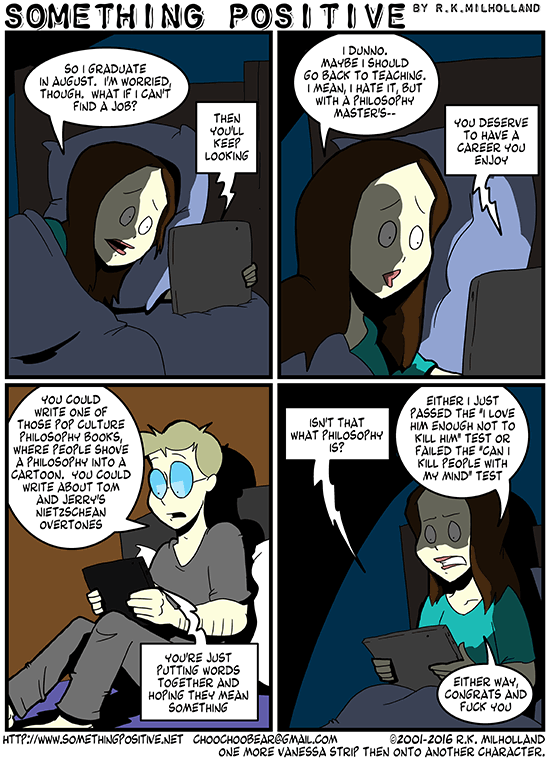 SOMETHING POSITIVE BY R.K.MILHOLLAND
SO I GRADUATE
IN AUGUST. I'M WORRIED,
THOUGH. WHAT IF I CAN'T
FIND A JOB?
THEN
YOU'LL
KEEP
LOOKING
I DUNNO.
MAYBE I SHOULD
GO BACK TO TEACHING.
I MEAN, I HATE IT, BUT
WITH A PHILOSOPHY
MASTER'S--
YOU DESERVE
TO HAVE A
CAREER YOU
ENJOY
YOU COULD
WRITE ONE OF
THOSE POP CULTURE
PHILOSOPHY BOOKS,
WHERE PEOPLE SHOVE
A PHILOSOPHY INTO A
CARTOON. YOU COULD
WRITE ABOUT TOM
AND JERRY'S
NIETZSCHEAN
OVERTONES
YOU'RE JUST
PUTTING WORDS
TOGETHER AND
HOPING THEY MEAN
SOMETHING
ISN'T THAT
WHAT PHILOSOPHY
IS?
EITHER I JUST
PASSED THE "I LOVE
HIM ENOUGH NOT TO
KILL HIM" TEST OR
FAILED THE "CAN I
KILL PEOPLE WITH
MY MIND" TEST
EITHER WAY,
CONGRATS AND
FUCK YOU
HTTP://WWW.SOMETHINGPOSITIVE.NET CHOOCHOOBEAR@GMAIL.COM ©2001-2016 R.K. MILHOLLAND
ONE MORE VANESSA STRIP THEN ONTO ANOTHER CHARACTER.